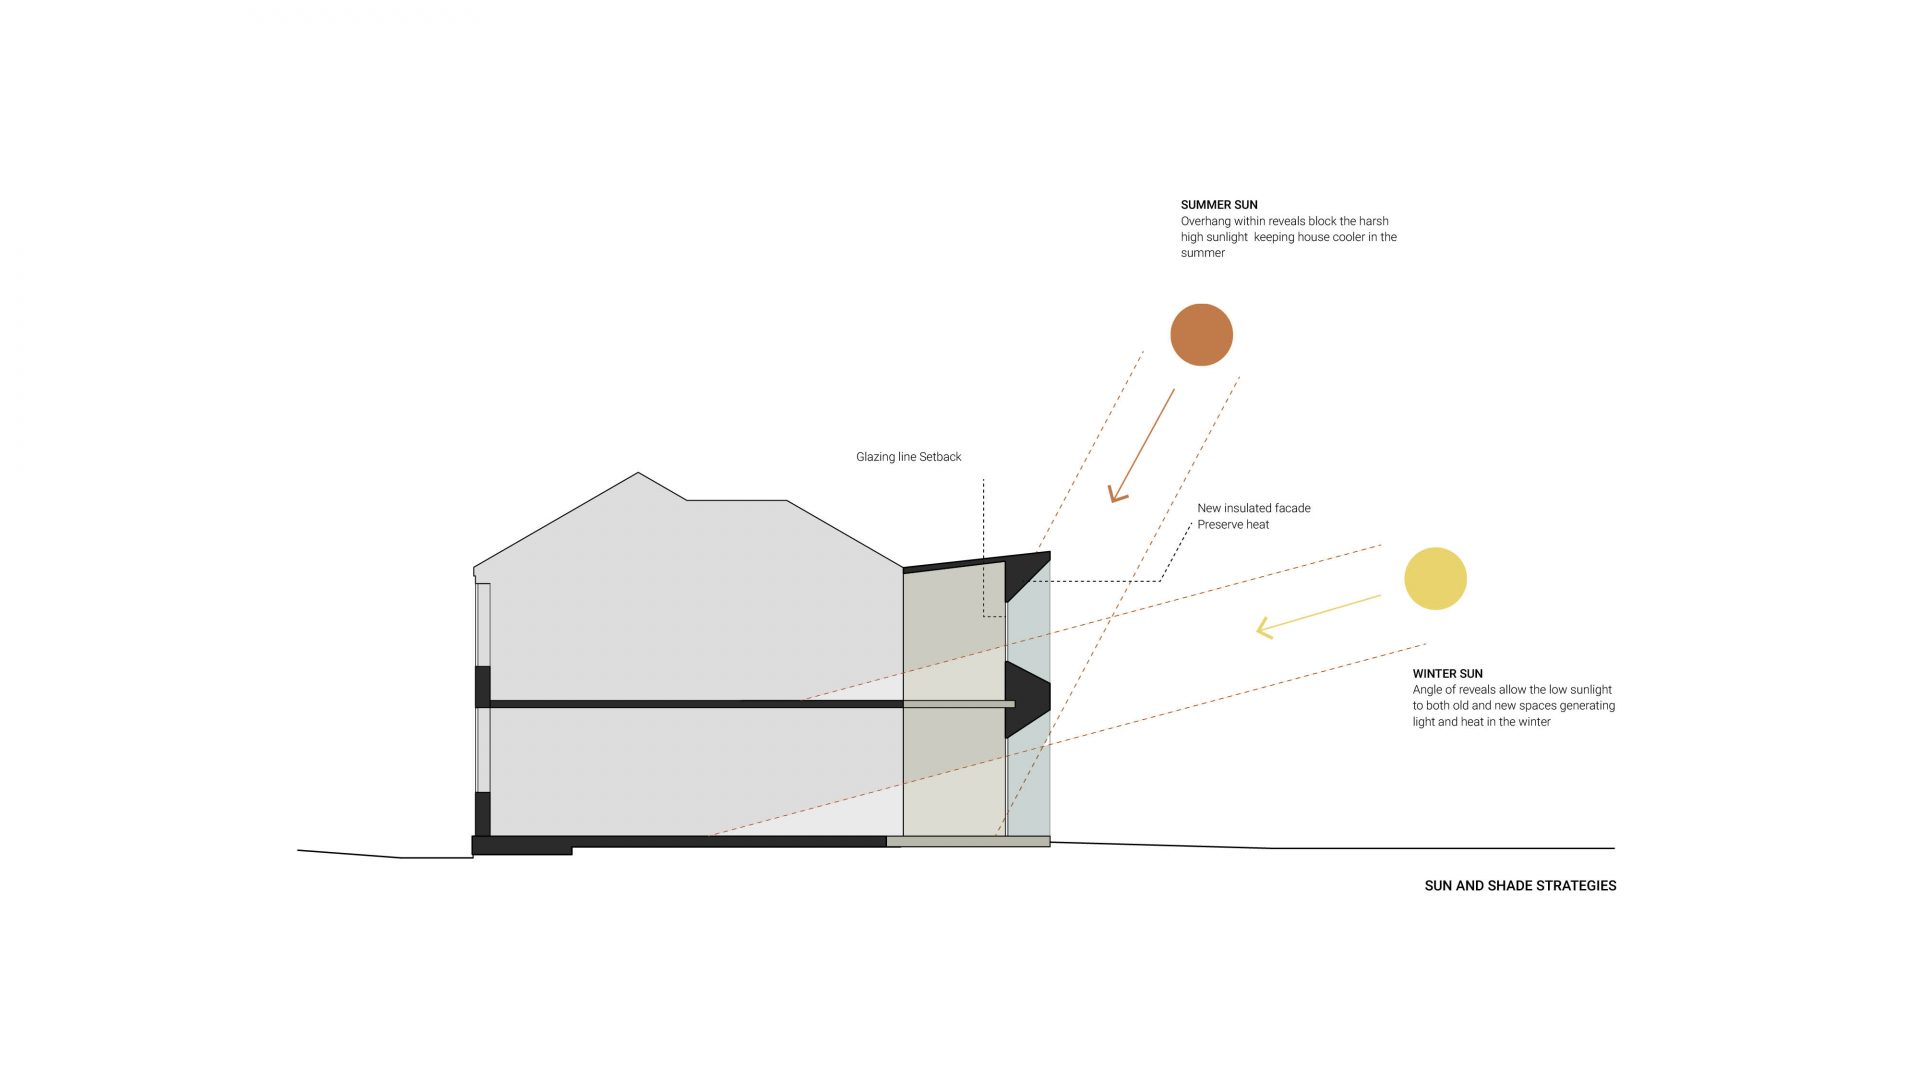 SUMMER SUN
Overhang within reveals block the harsh
high sunlight  keeping house cooler in the
summer
Glazing line Setback
New insulated facade
Preserve heat
WINTER SUN
Angle of reveals allow the low sunlight
to both old and new spaces generating
light and heat in the winter
SUN AND SHADE STRATEGIES